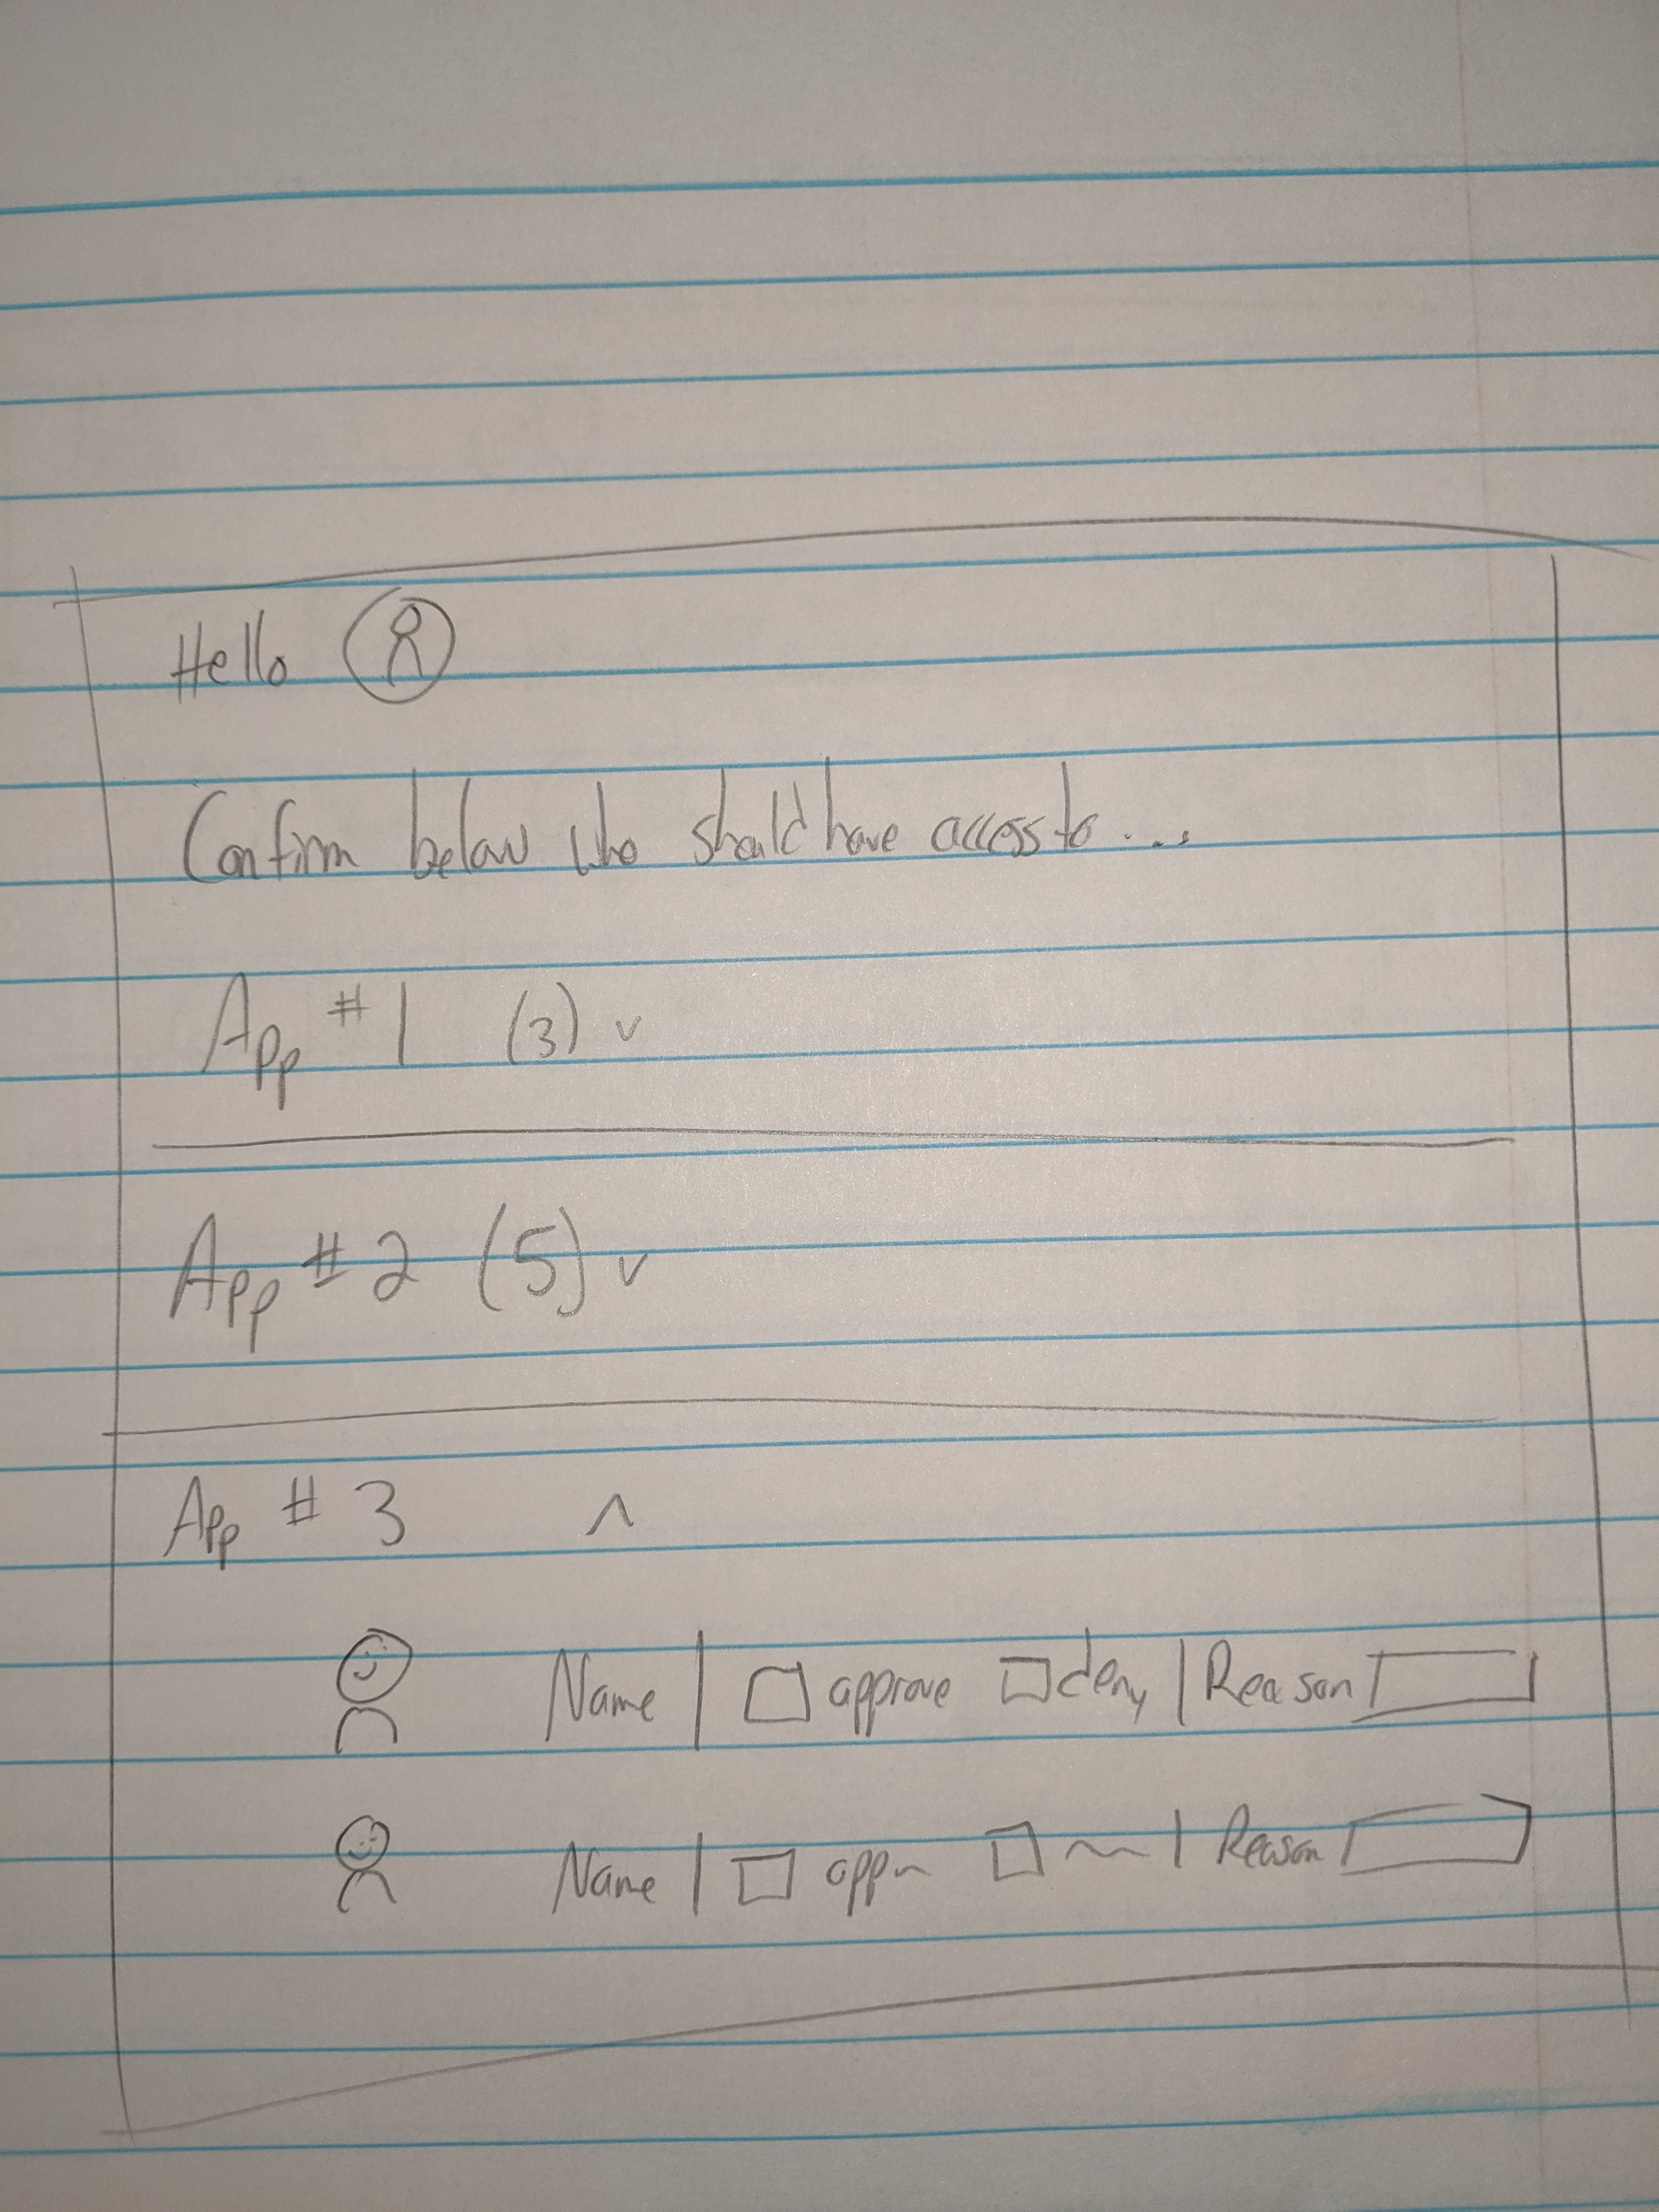 Hello
Confirm below who should have access to...
App #1 (3) v
App #2 (5) v
App #3 ^
Name | approve deny | Reason
Name | app | Reason